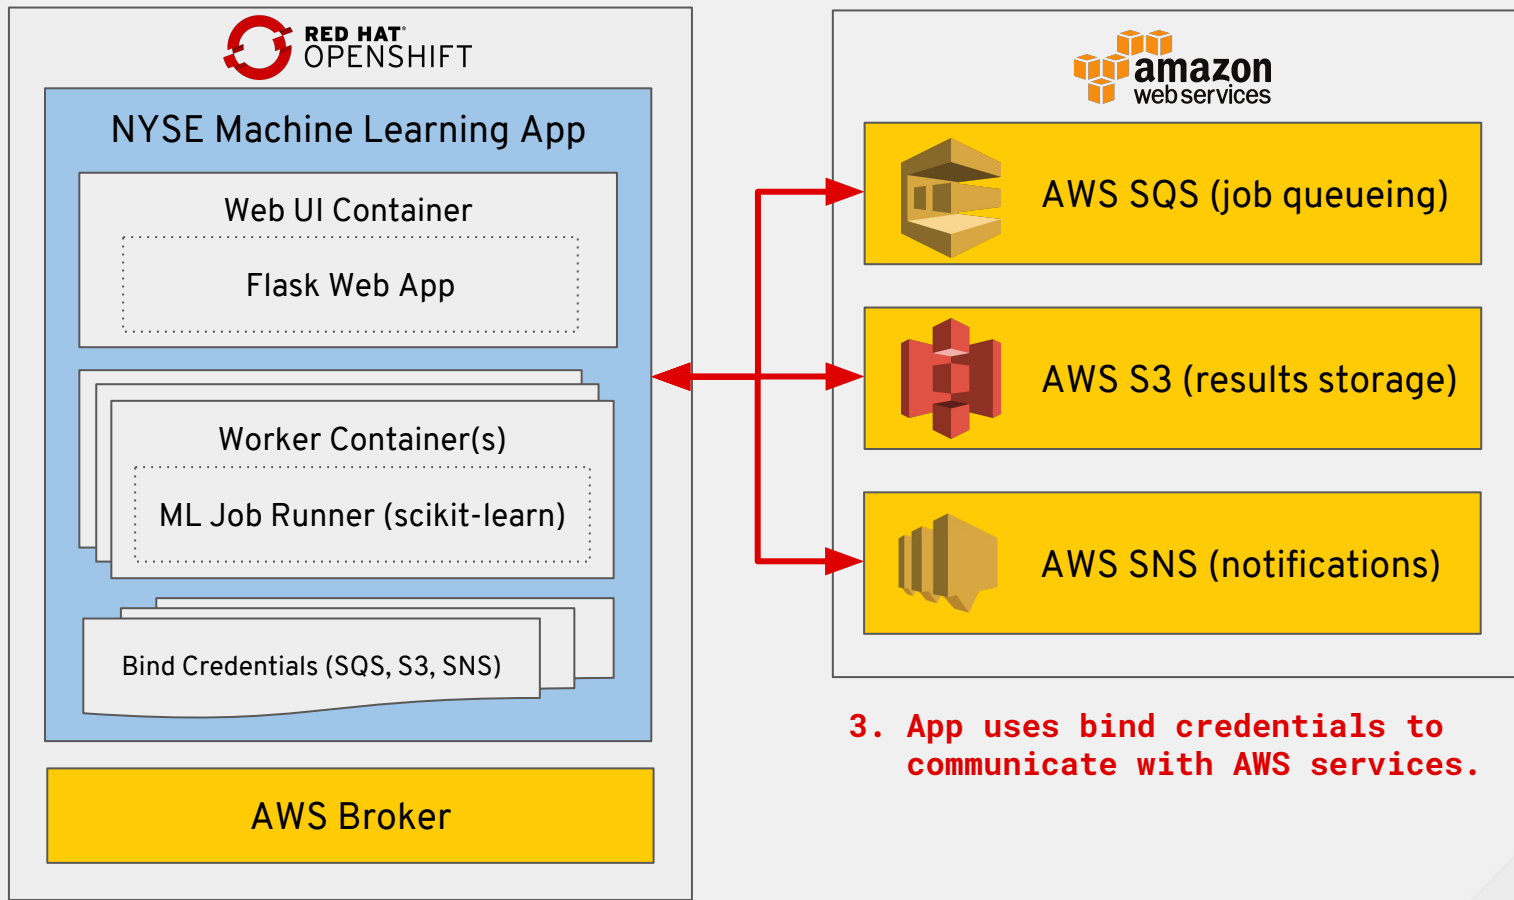 RED HAT®
OPENSHIFT
NYSE Machine Learning App
Web UI Container
Flask Web App
Worker Container(s)
ML Job Runner (scikit-learn)
Bind Credentials (SQS, S3, SNS)
AWS Broker
amazon
web services
AWS SQS (job queueing)
AWS S3 (results storage)
AWS SNS (notifications)
3. App uses bind credentials to
communicate with AWS services.